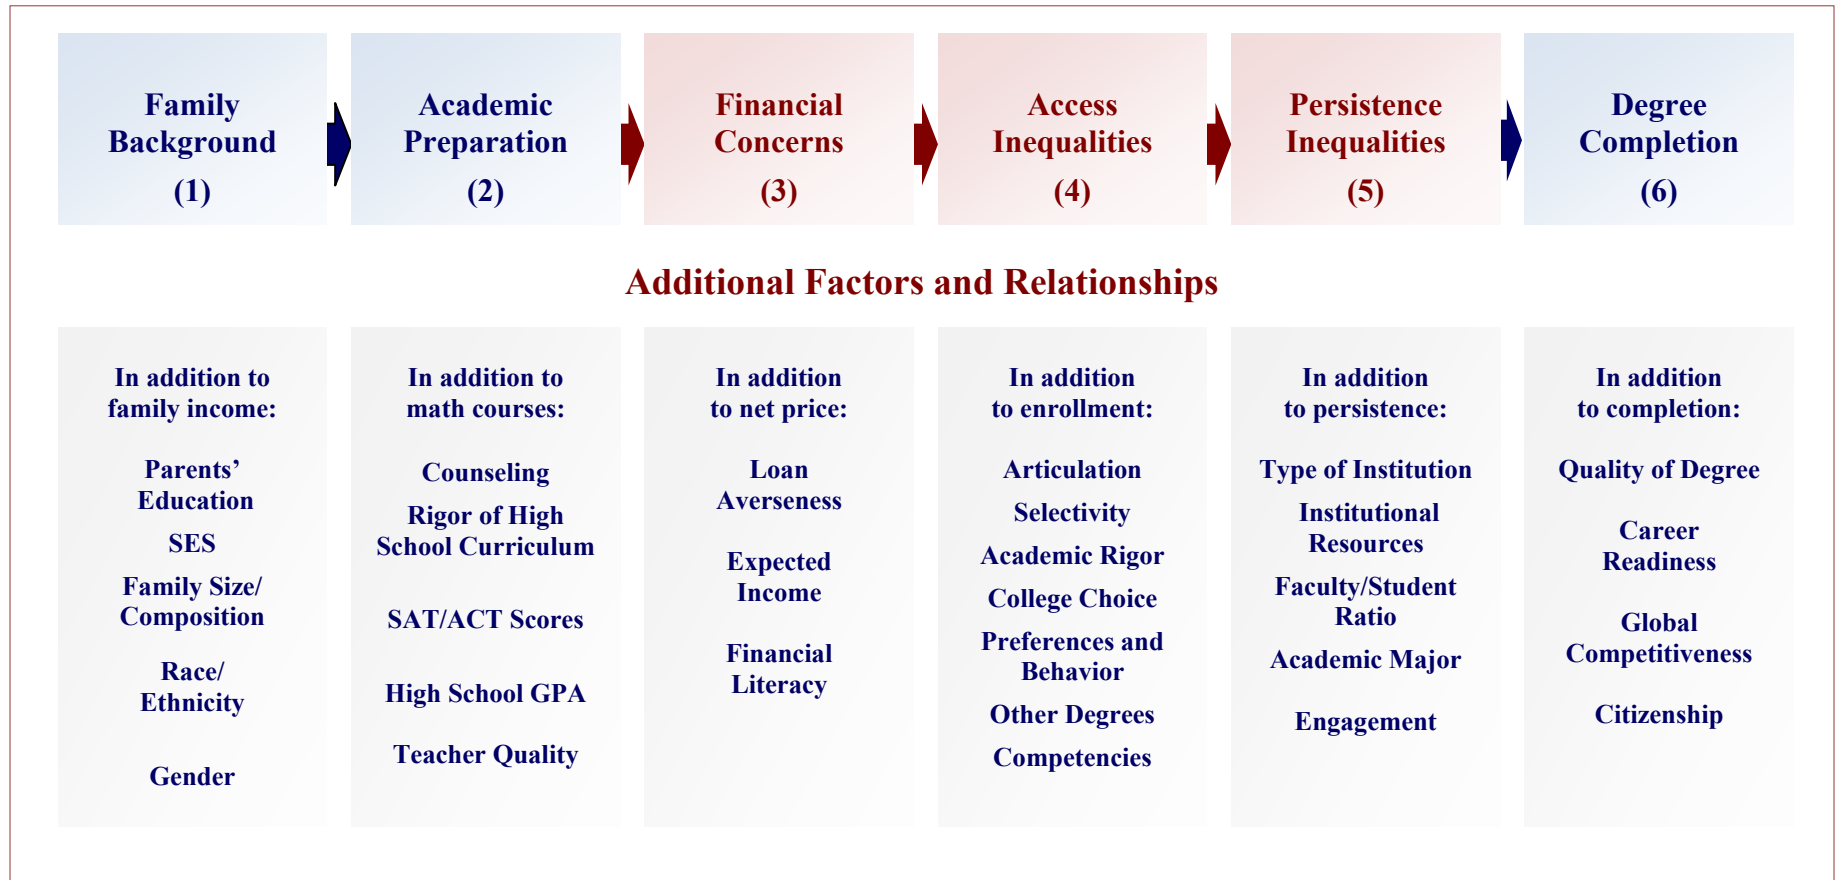 Family
Background
(1)
Academic
Preparation
(2)
Financial
Concerns
(3)
Access
Inequalities
(4)
Persistence
Inequalities
(5)
Degree
Completion
(6)
Additional Factors and Relationships
In addition to
family income:
Parents’
Education
SES
Family Size/
Composition
Race/
Ethnicity
Gender
In addition to
math courses:
Counseling
Rigor of High
School Curriculum
SAT/ACT Scores
High School GPA
Teacher Quality
In addition
to net price:
Loan
Averseness
Expected
Income
Financial
Literacy
In addition
to enrollment:
Articulation
Selectivity
Academic Rigor
College Choice
Preferences and
Behavior
Other Degrees
Competencies
In addition
to persistence:
Type of Institution
Institutional
Resources
Faculty/Student
Ratio
Academic Major
Engagement
In addition
to completion:
Quality of Degree
Career
Readiness
Global
Competitiveness
Citizenship